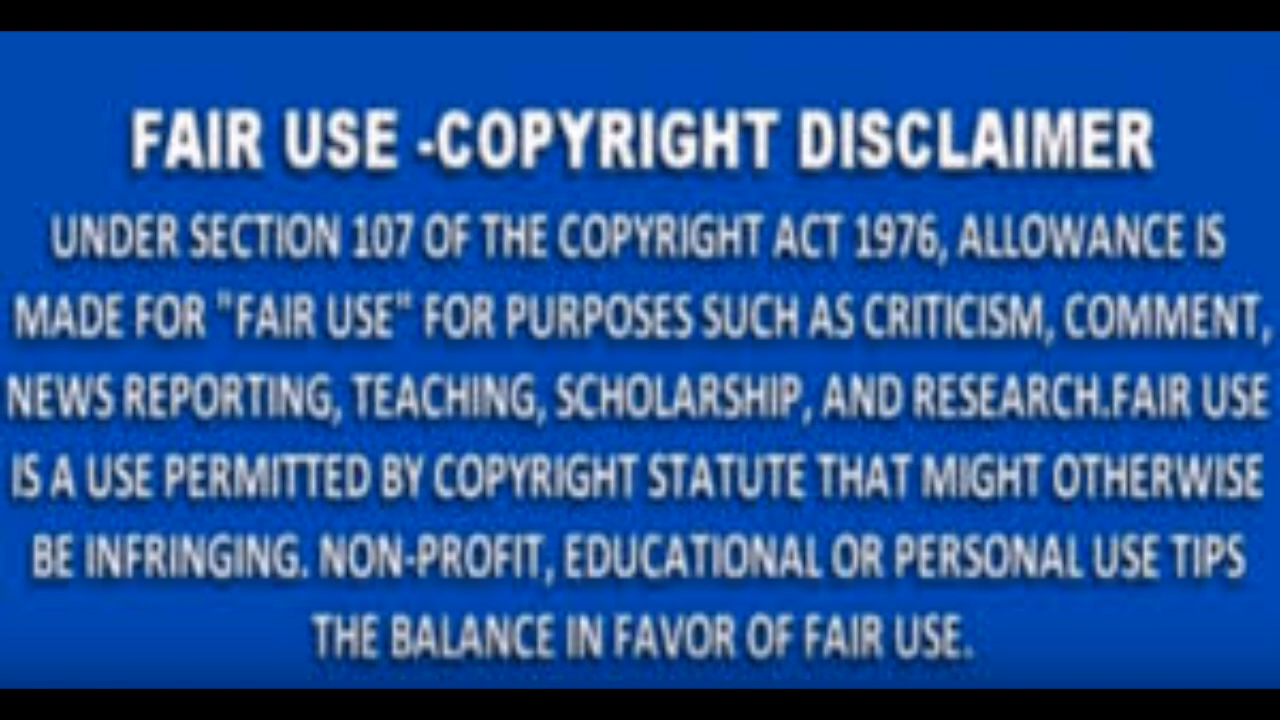 FAIR USE -COPYRIGHT DISCLAIMER
UNDER SECTION 107 OF THE COPYRIGHT ACT 1976, ALLOWANCE IS
MADE FOR "FAIR USE" FOR PURPOSES SUCH AS CRITICISM, COMMENT,
NEWS REPORTING, TEACHING, SCHOLARSHIP, AND RESEARCH.FAIR USE
IS A USE PERMITTED BY COPYRIGHT STATUTE THAT MIGHT OTHERWISE
BE INFRINGING. NON-PROFIT, EDUCATIONAL OR PERSONAL USE TIPS
THE BALANCE IN FAVOR OF FAIR USE.